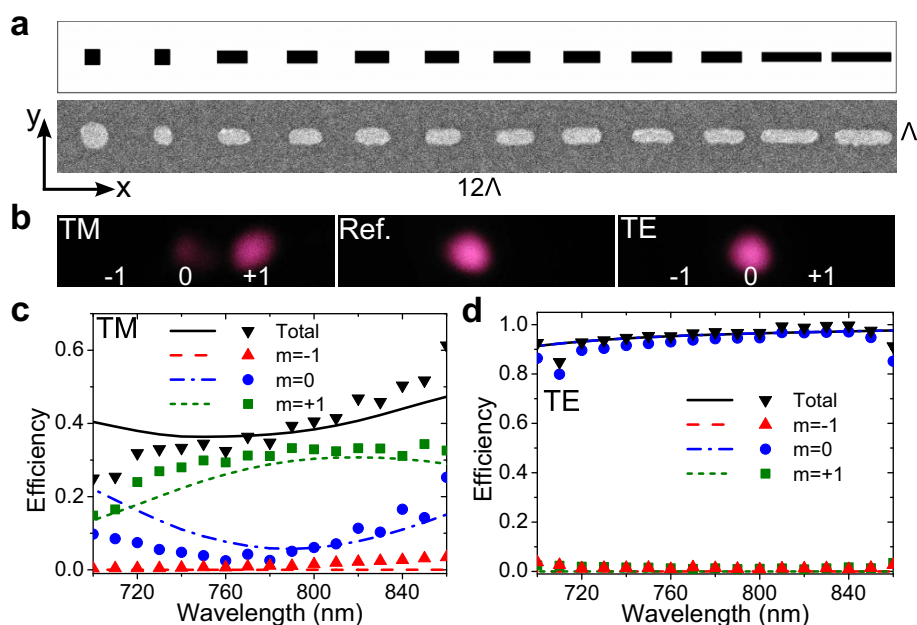 a
y
x
12Λ
Λ
b
TM
-1 0 +1
Ref.
TE
-1 0 +1
c
TM
Total
m=-1
m=0
m=+1
Efficiency
0.6
0.4
0.2
0.0
720 760 800 840
Wavelength (nm)
d
TE
Total
m=-1
m=0
m=+1
Efficiency
1.0
0.8
0.6
0.4
0.2
0.0
720 760 800 840
Wavelength (nm)